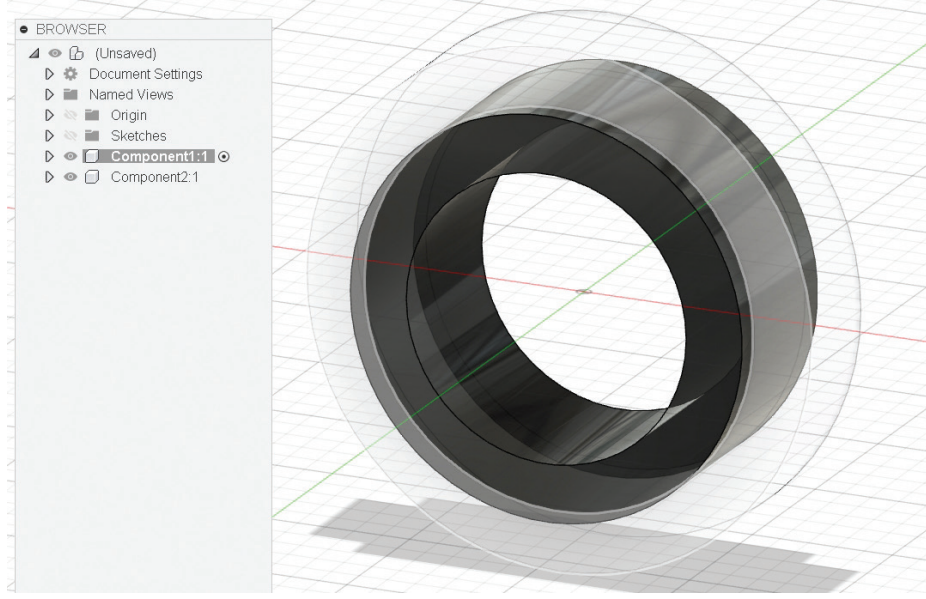 BROWSER
(Unsaved)
Document Settings
Named Views
Origin
Sketches
Component1:1
Component2:1